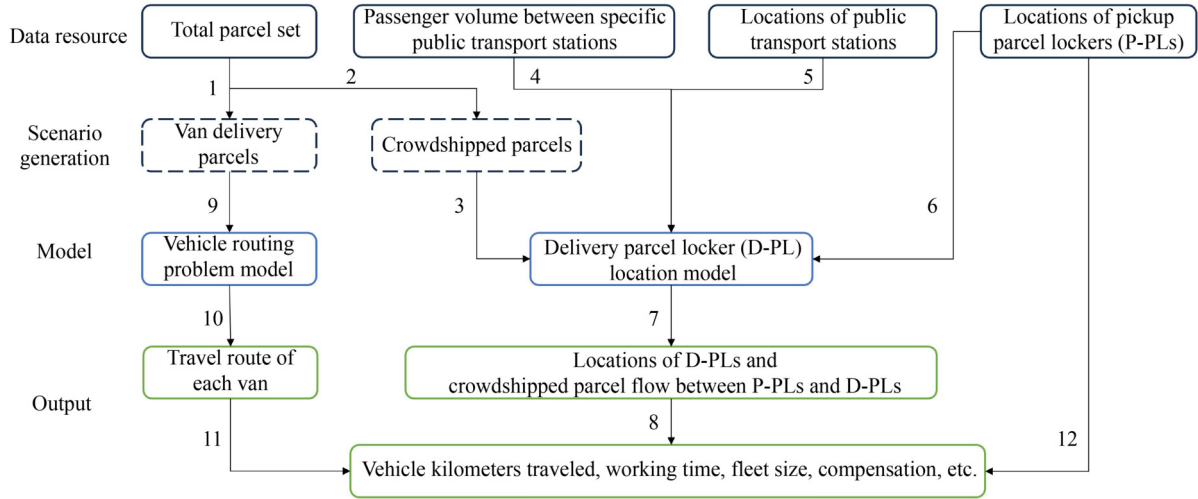 Data resource
Total parcel set
Passenger volume between specific
public transport stations
Locations of public
transport stations
Locations of pickup
parcel lockers (P-PLs)
1
2
4
5
Scenario
generation
Van delivery
parcels
Crowdshipped parcels
9
3
6
Model
Vehicle routing
problem model
Delivery parcel locker (D-PL)
location model
10
7
Output
Travel route of
each van
Locations of D-PLs and
crowdshipped parcel flow between P-PLs and D-PLs
11
8
12
Vehicle kilometers traveled, working time, fleet size, compensation, etc.